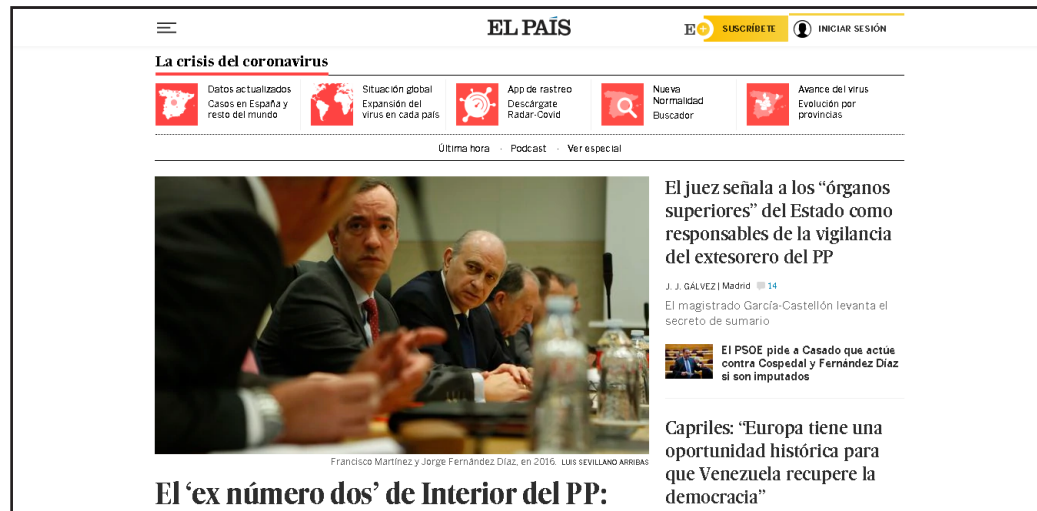 EL PAÍS
E+ SUSCRÍBETE
INICIAR SESIÓN
La crisis del coronavirus
Datos actualizados
Casos en España y
resto del mundo
Situación global
Expansión del
virus en cada país
App de rastreo
Descárgate
Radar-Covid
Nueva
Normalidad
Buscador
Avance del virus
Evolución por
provincias
Última hora · Podcast · Ver especial
Francisco Martínez y Jorge Fernández Díaz, en 2016. LUIS SEVILLANO ARRIBAS
El ‘ex número dos’ de Interior del PP:
El juez señala a los “órganos
superiores” del Estado como
responsables de la vigilancia
del extesorero del PP
J. J. GÁLVEZ | Madrid 14
El magistrado García-Castellón levanta el
secreto de sumario
El PSOE pide a Casado que actúe
contra Cospedal y Fernández Díaz
si son imputados
Capriles: “Europa tiene una
oportunidad histórica para
que Venezuela recupere la
democracia”